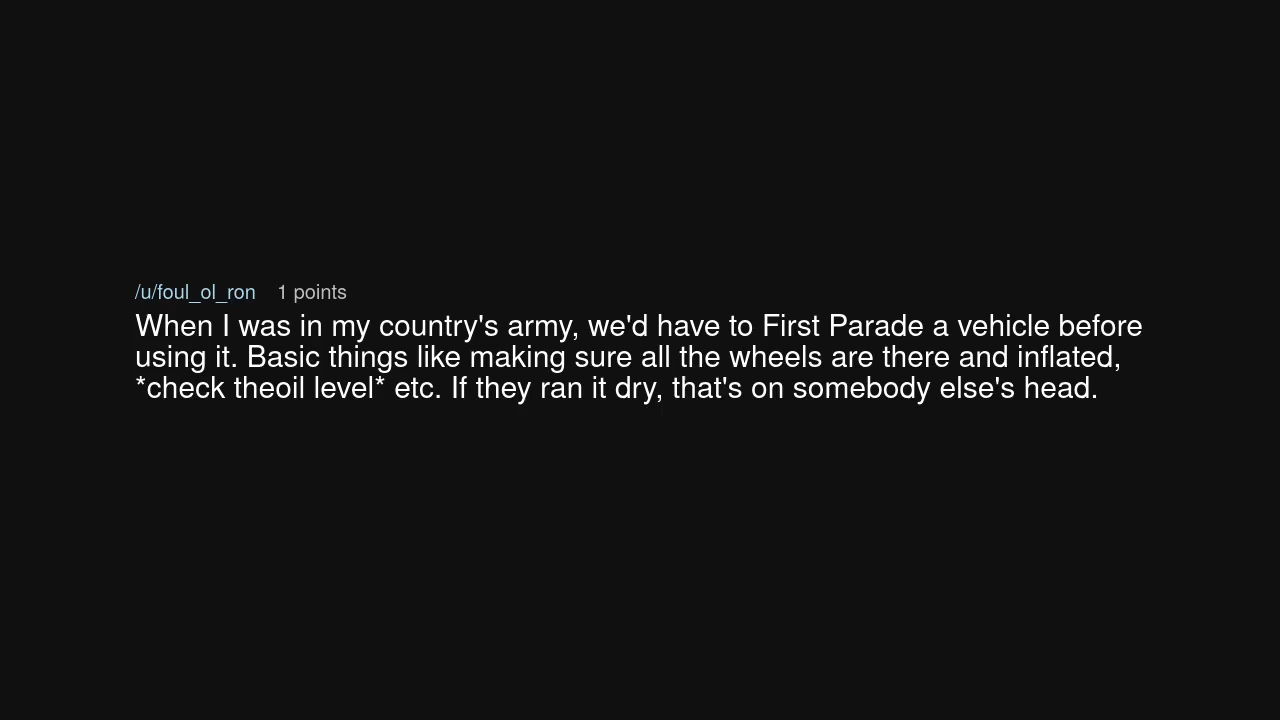 /u/foul_ol_ron 1 points
When I was in my country's army, we'd have to First Parade a vehicle before
using it. Basic things like making sure all the wheels are there and inflated,
*check theoil level* etc. If they ran it dry, that's on somebody else's head.